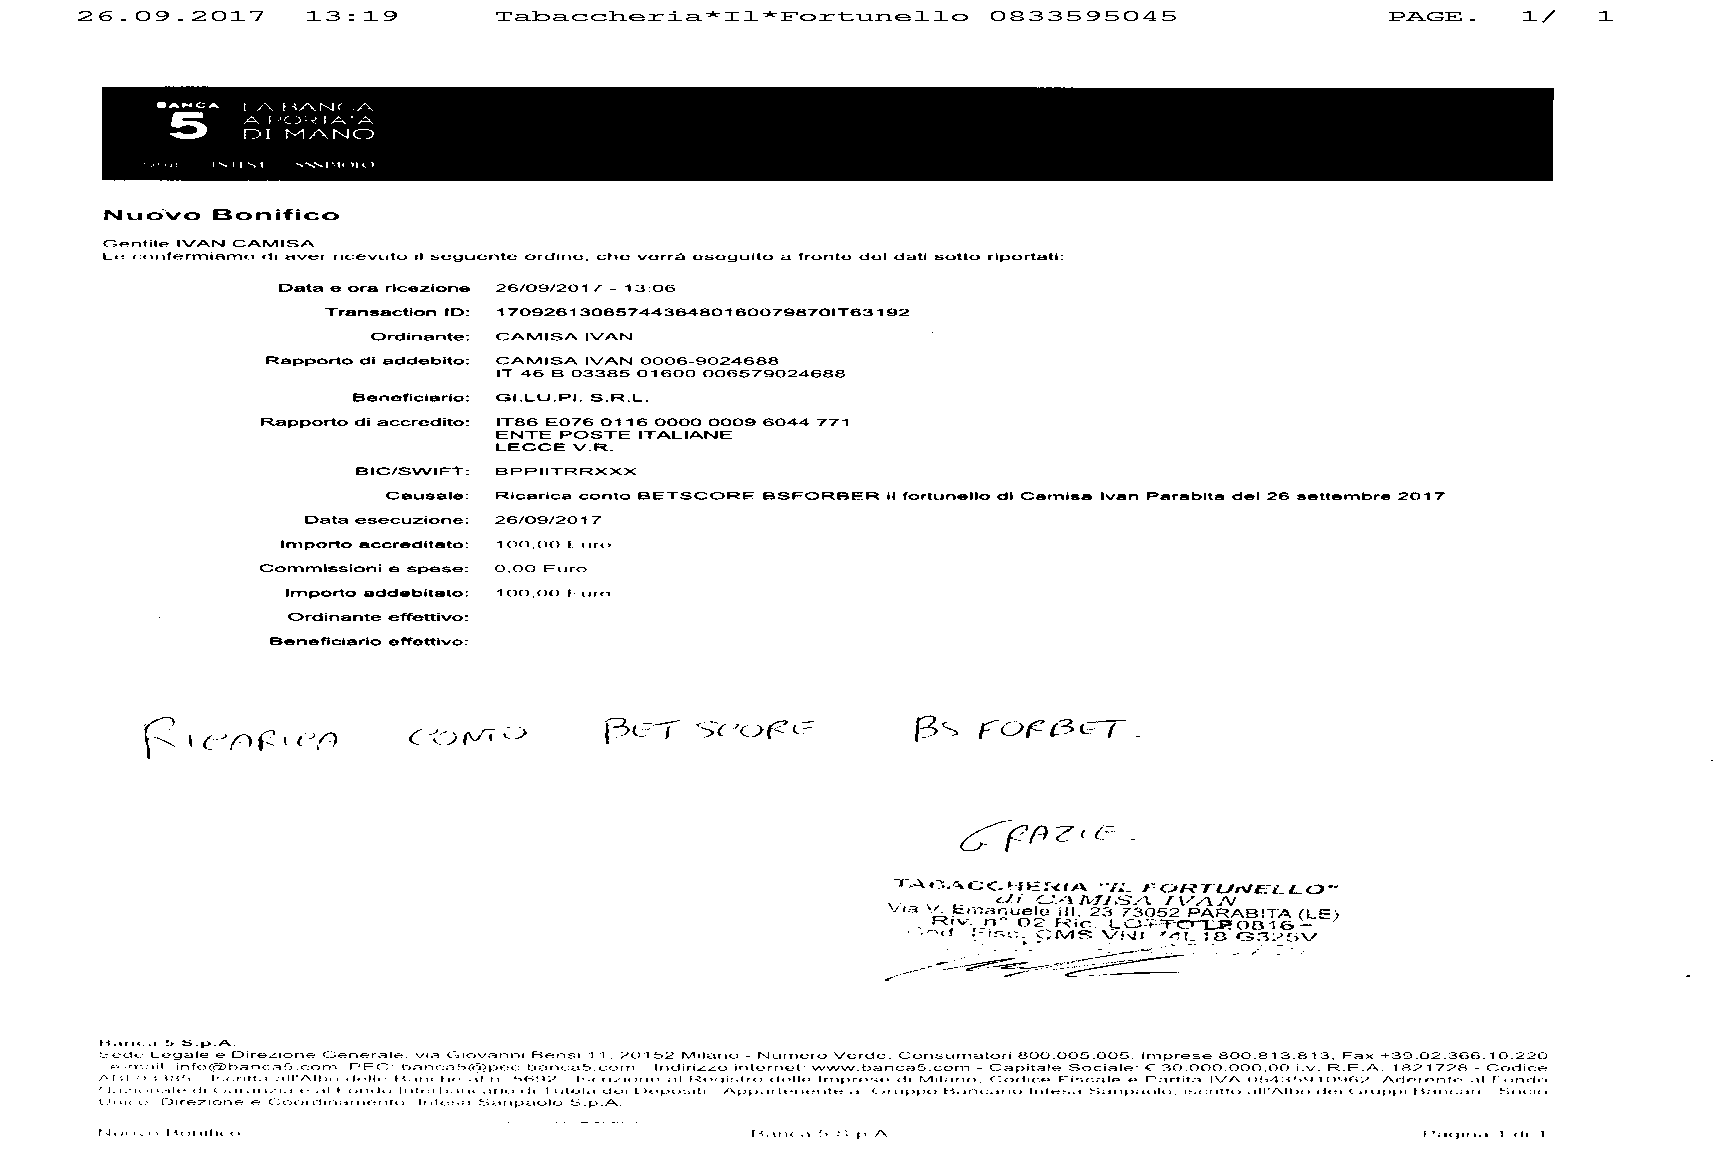 26.09.2017 13:19 Tabaccheria*Il*Fortunello 0833595045 PAGE. 1/ 1
BANCA 5
LA BANCA
A PORTATA
DI MANO
INTESA SANPAOLO
Nuovo Bonifico
Gentile IVAN CAMISA
Le confermiamo di aver ricevuto il seguente ordine, che verrà eseguito a fronte dei dati sotto riportati:
Data e ora ricezione 26/09/2017 - 13:06
Transaction ID: 1709261306574436480160079870IT63192
Ordinante: CAMISA IVAN
Rapporto di addebito: CAMISA IVAN 0006-9024688
IT 46 B 03385 01600 006579024688
Beneficiario: GI.LU.PI. S.R.L.
Rapporto di accredito: IT86 E076 0116 0000 0009 6044 771
ENTE POSTE ITALIANE
LECCE V.R.
BIC/SWIFT: BPPIITRRXXX
Causale: Ricarica conto BETSCORE BSFORBER il fortunello di Camisa Ivan Parabita del 26 settembre 2017
Data esecuzione: 26/09/2017
Importo accreditato: 100,00 Euro
Commissioni e spese: 0,00 Euro
Importo addebitato: 100,00 Euro
Ordinante effettivo:
Beneficiario effettivo:
RICARICA CONTO BET SCORE BS FORBET.
GRAZIE.
TABACCHERIA "IL FORTUNELLO"
di CAMISA IVAN
Via V. Emanuele III, 23 73052 PARABITA (LE)
Riv. n° 02 Ric. LOTTO LE0816
Cod. Fisc. CMS VNI 74L18 G325V
Banca 5 S.p.A.
Sede Legale e Direzione Generale: via Giovanni Bensi 11, 20152 Milano - Numero Verde: Consumatori 800.005.005, Imprese 800.813.813, Fax +39.02.366.10.220
e.mail: info@banca5.com PEC: banca5@pec.banca5.com - Indirizzo internet: www.banca5.com - Capitale Sociale: € 30.000.000,00 i.v. R.E.A. 1821728 - Codice
ABI 03385 - Iscritta all'Albo delle Banche al n. 5692 - Iscrizione al Registro delle Imprese di Milano, Codice Fiscale e Partita IVA 05435910962 Aderente al Fondo
Nazionale di Garanzia e al Fondo Interbancario di Tutela dei Depositi - Appartenente al Gruppo Bancario Intesa Sanpaolo, iscritto all'Albo dei Gruppi Bancari - Socio
Unico, Direzione e Coordinamento: Intesa Sanpaolo S.p.A.
Nuovo Bonifico Banca 5 S.p.A. Pagina 1 di 1